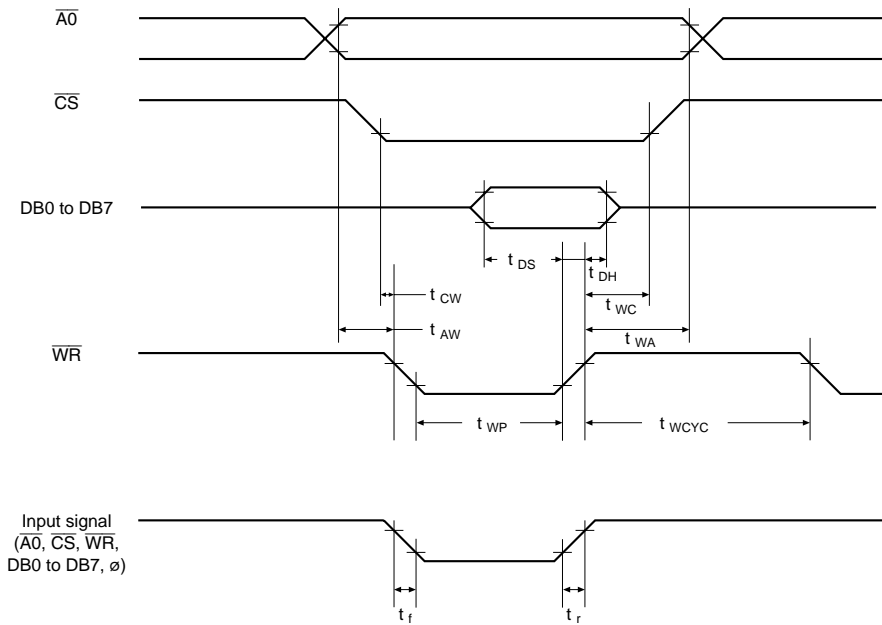 A0
CS
DB0 to DB7
t DS
t DH
t CW
t WC
t AW
t WA
WR
t WP
t WCYC
Input signal
(A0, CS, WR,
DB0 to DB7, ø)
t f
t r